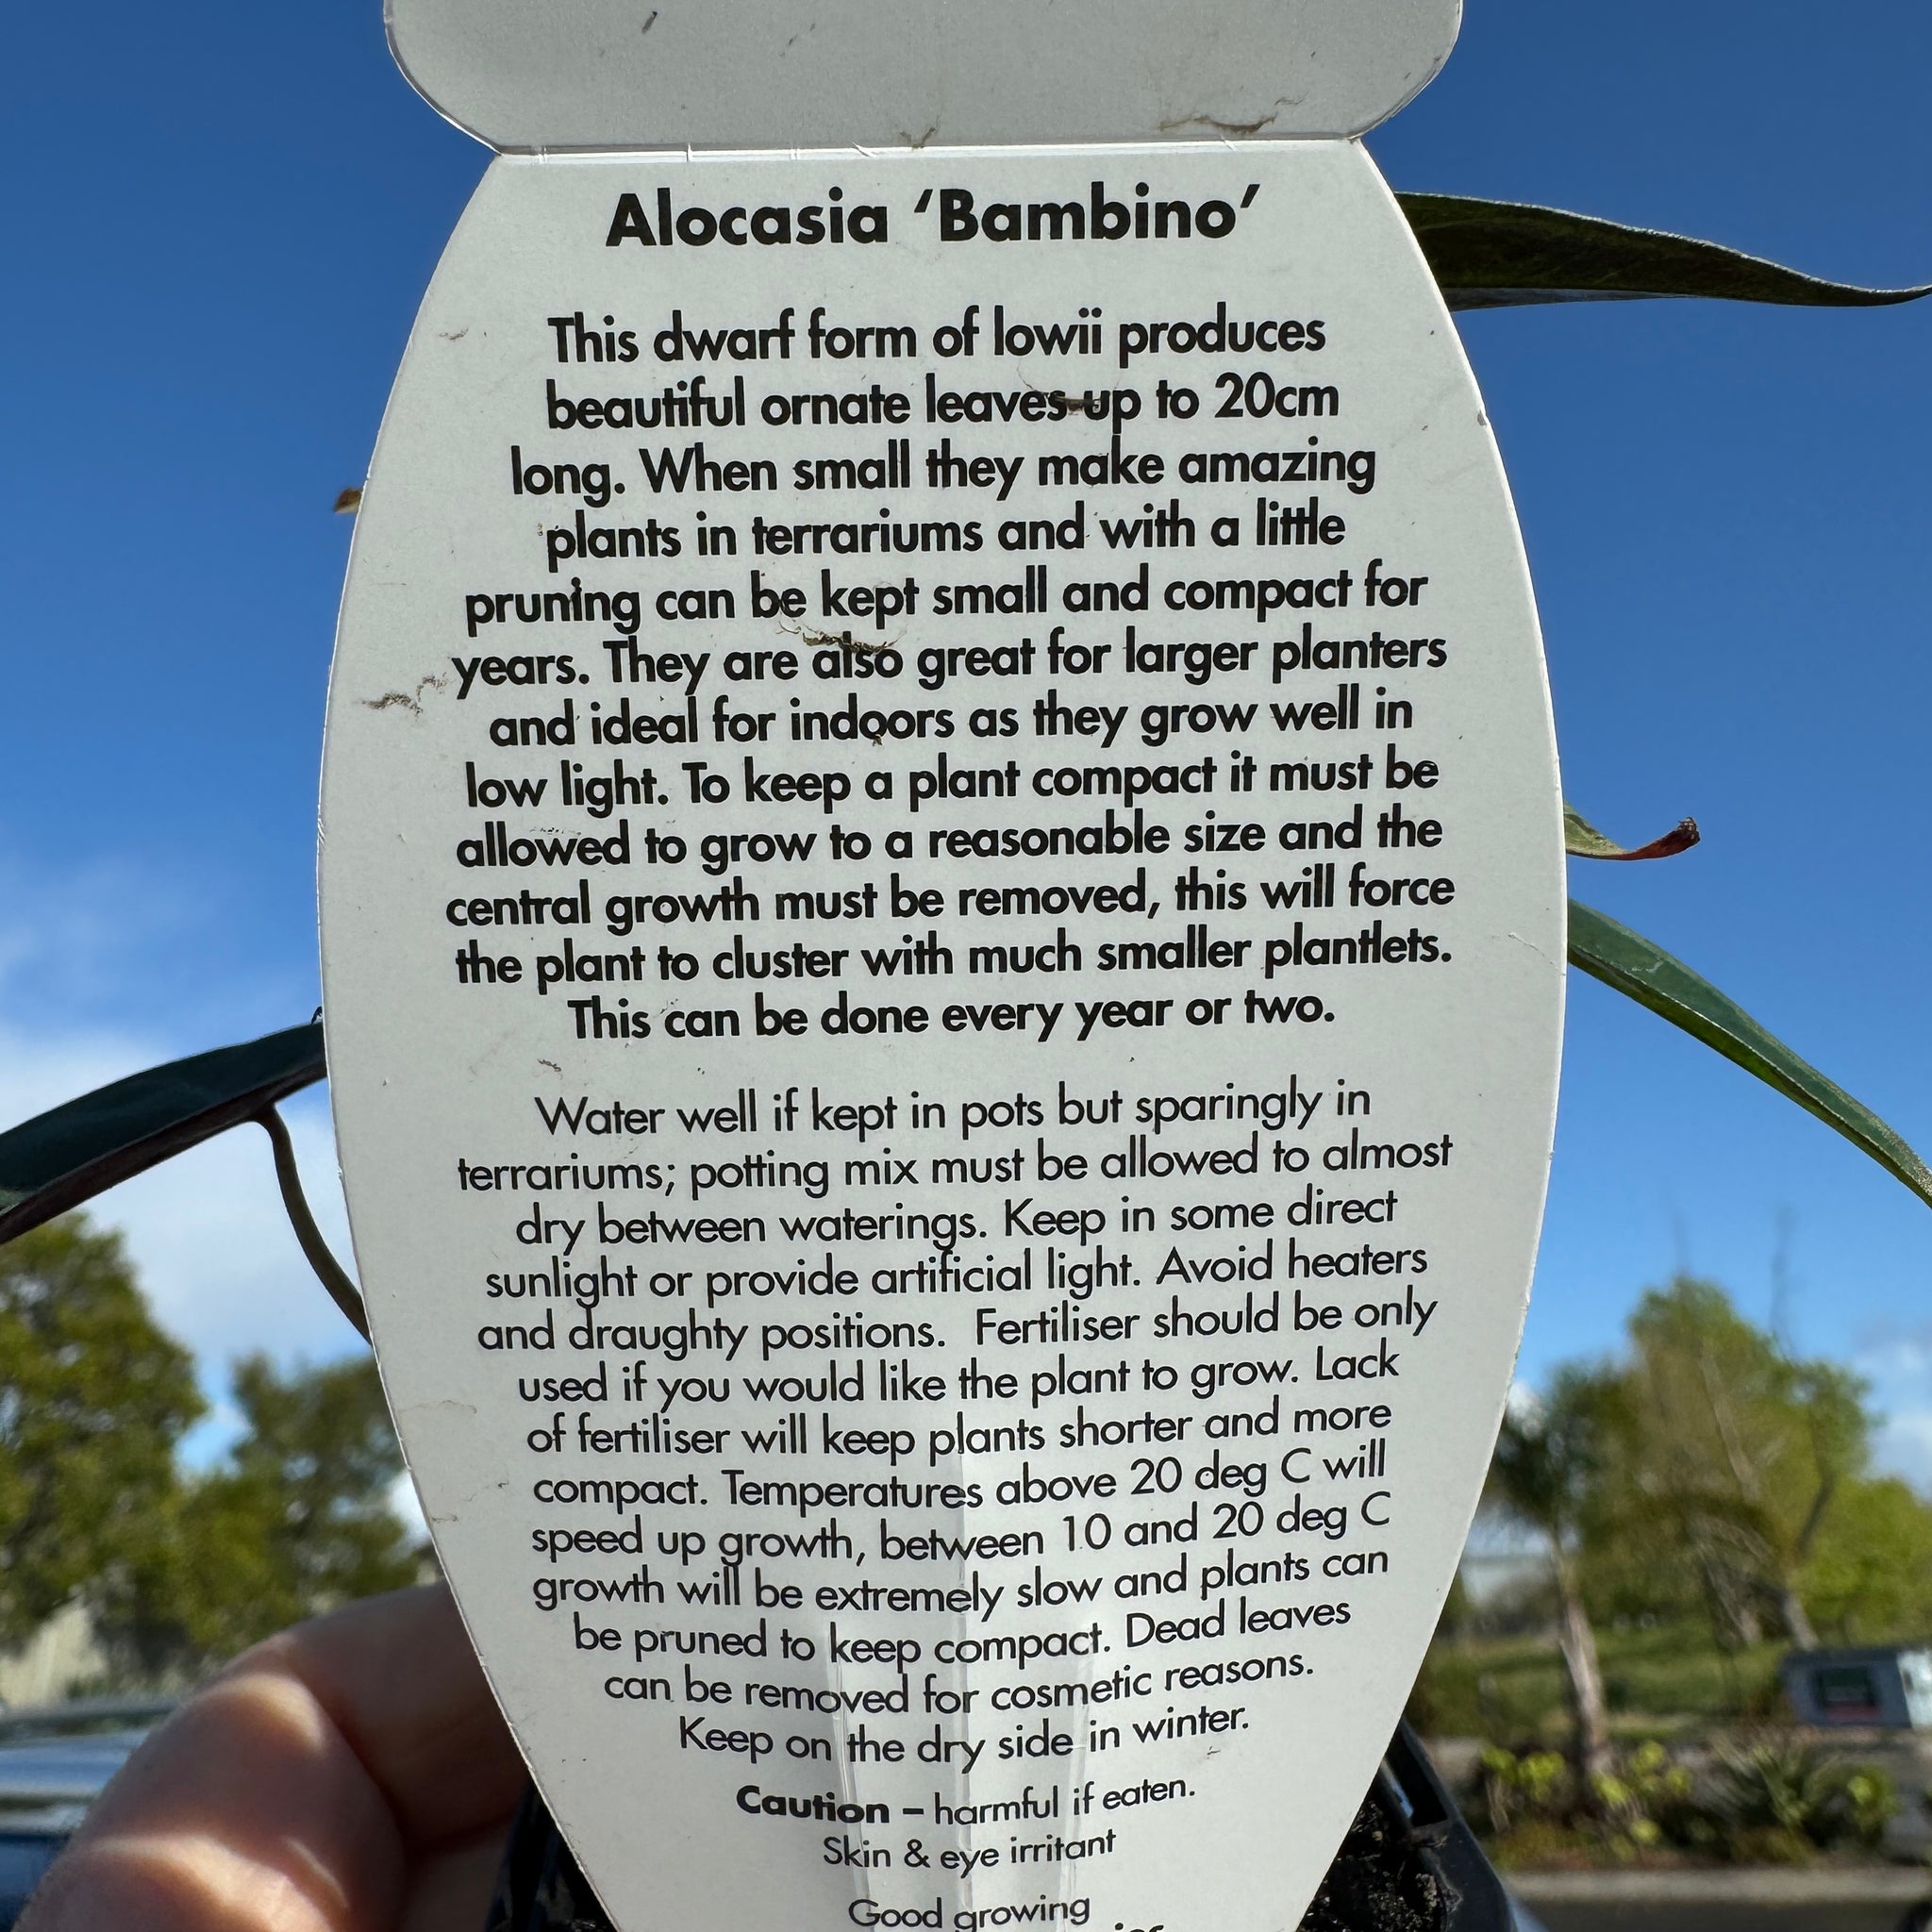 Alocasia ‘Bambino’
This dwarf form of lowii produces
beautiful ornate leaves up to 20cm
long. When small they make amazing
plants in terrariums and with a little
pruning can be kept small and compact for
years. They are also great for larger planters
and ideal for indoors as they grow well in
low light. To keep a plant compact it must be
allowed to grow to a reasonable size and the
central growth must be removed, this will force
the plant to cluster with much smaller plantlets.
This can be done every year or two.
Water well if kept in pots but sparingly in
terrariums; potting mix must be allowed to almost
dry between waterings. Keep in some direct
sunlight or provide artificial light. Avoid heaters
and draughty positions.  Fertiliser should be only
used if you would like the plant to grow. Lack
of fertiliser will keep plants shorter and more
compact. Temperatures above 20 deg C will
speed up growth, between 10 and 20 deg C
growth will be extremely slow and plants can
be pruned to keep compact. Dead leaves
can be removed for cosmetic reasons.
Keep on the dry side in winter.
Caution – harmful if eaten.
Skin & eye irritant
Good growing